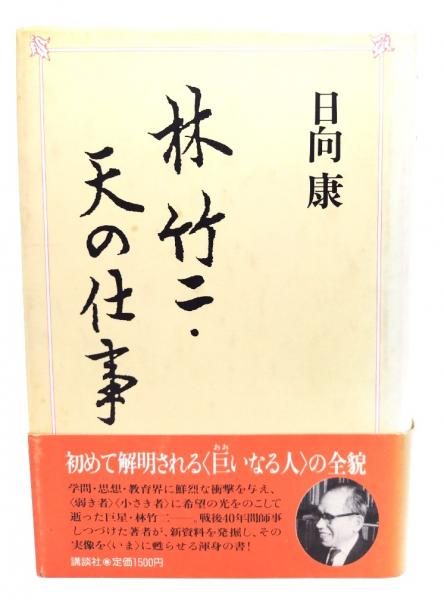 日向 康
林竹二・
天の仕事
初めて解明される〈巨いなる人〉の全貌
おお
学問・思想・教育界に鮮烈な衝撃を与え、
〈弱き者〉〈小さき者〉に希望の光をのこして
逝った巨星・林竹二――。戦後40年間師事
しつづけた著者が、新資料を発掘し、その
実像を〈いま〉に甦らせる渾身の書!
講談社●定価1500円